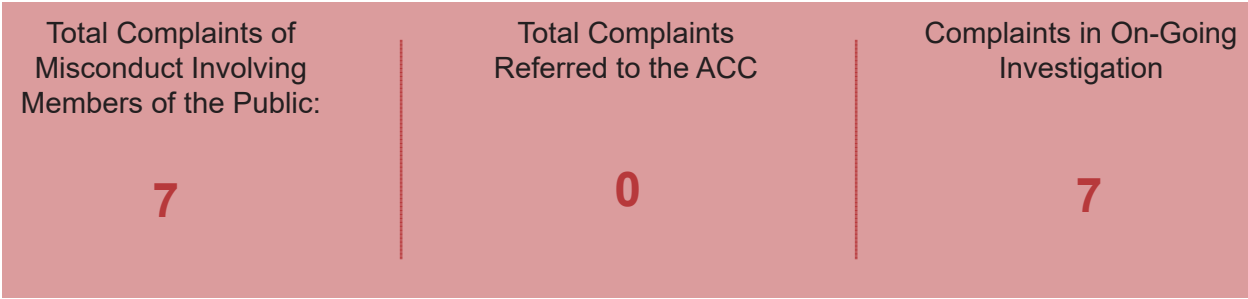 Total Complaints of
Misconduct Involving
Members of the Public:
7
Total Complaints
Referred to the ACC
0
Complaints in On-Going
Investigation
7